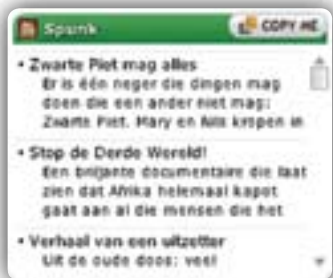 Spunk
COPY ME
• Zwarte Piet mag alles
Er is één neger die dingen mag
doen die een ander niet mag:
Zwarte Piet. Mary en Nils kropen in
• Stop de Derde Wereld!
Een briljante documentaire die laat
zien dat Afrika helemaal kapot
gaat aan al die mensen die het
• Verhaal van een uitzetter
Uit de oude doos: veel